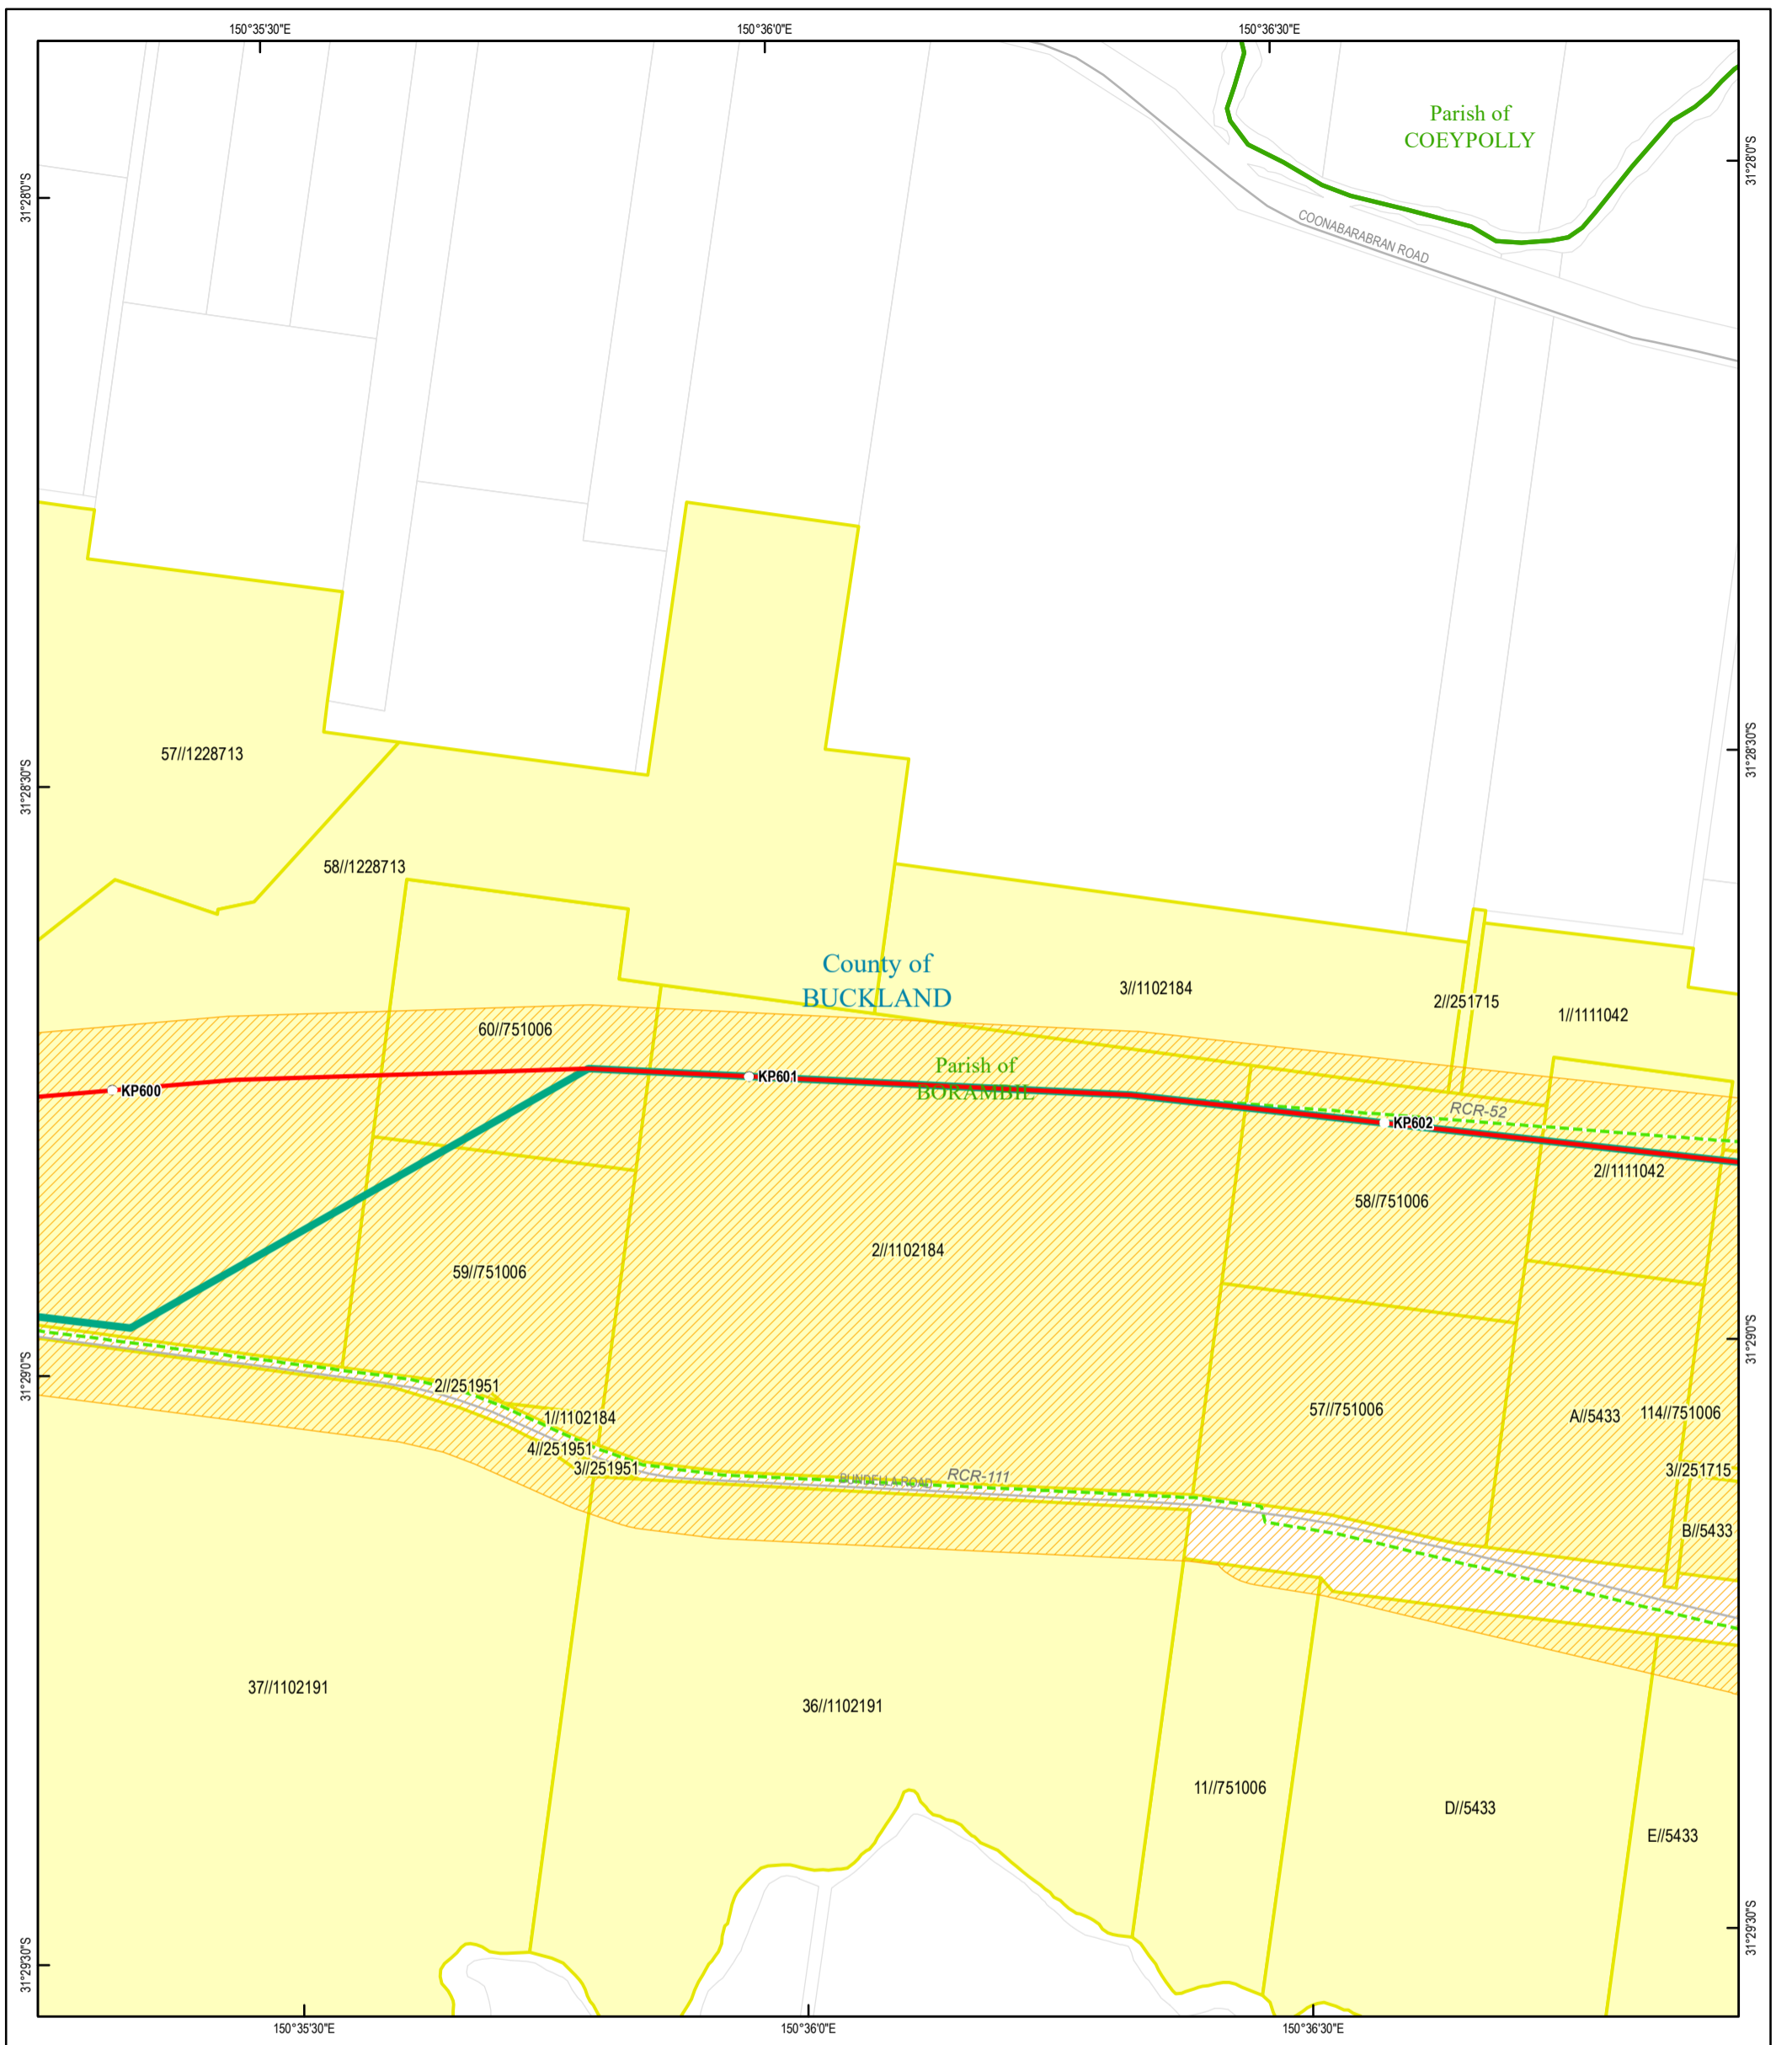 150°35'30"E
150°36'0"E
150°36'30"E
Parish of
COEYPOLLY
31°28'0"S
31°28'0"S
COONABARABRAN ROAD
57//1228713
31°28'30"S
31°28'30"S
58//1228713
County of
BUCKLAND
3//1102184
2//251715
1//1111042
60//751006
Parish of
BORAMBIL
KP600
KP601
KP602
RCR-52
2//1111042
58//751006
2//1102184
59//751006
31°29'0"S
31°29'0"S
2//251951
1//1102184
57//751006
A//5433
114//751006
4//251951
3//251951
BUNDELLA ROAD
RCR-111
3//251715
B//5433
37//1102191
36//1102191
11//751006
D//5433
E//5433
31°29'30"S
31°29'30"S
150°35'30"E
150°36'0"E
150°36'30"E